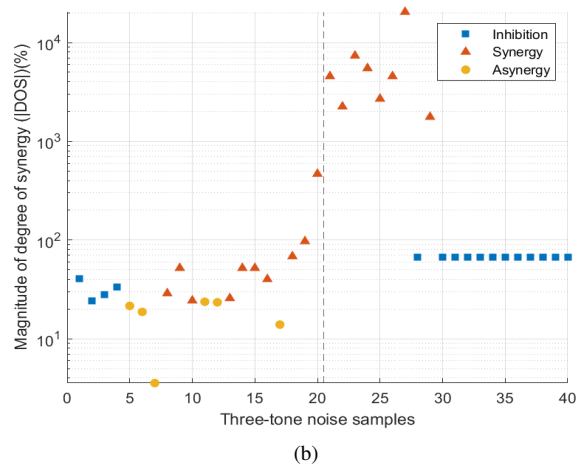 Magnitude of degree of synergy (|DOS|)(%)
10^4
10^3
10^2
10^1
Inhibition
Synergy
Asynergy
0 5 10 15 20 25 30 35 40
Three-tone noise samples
(b)